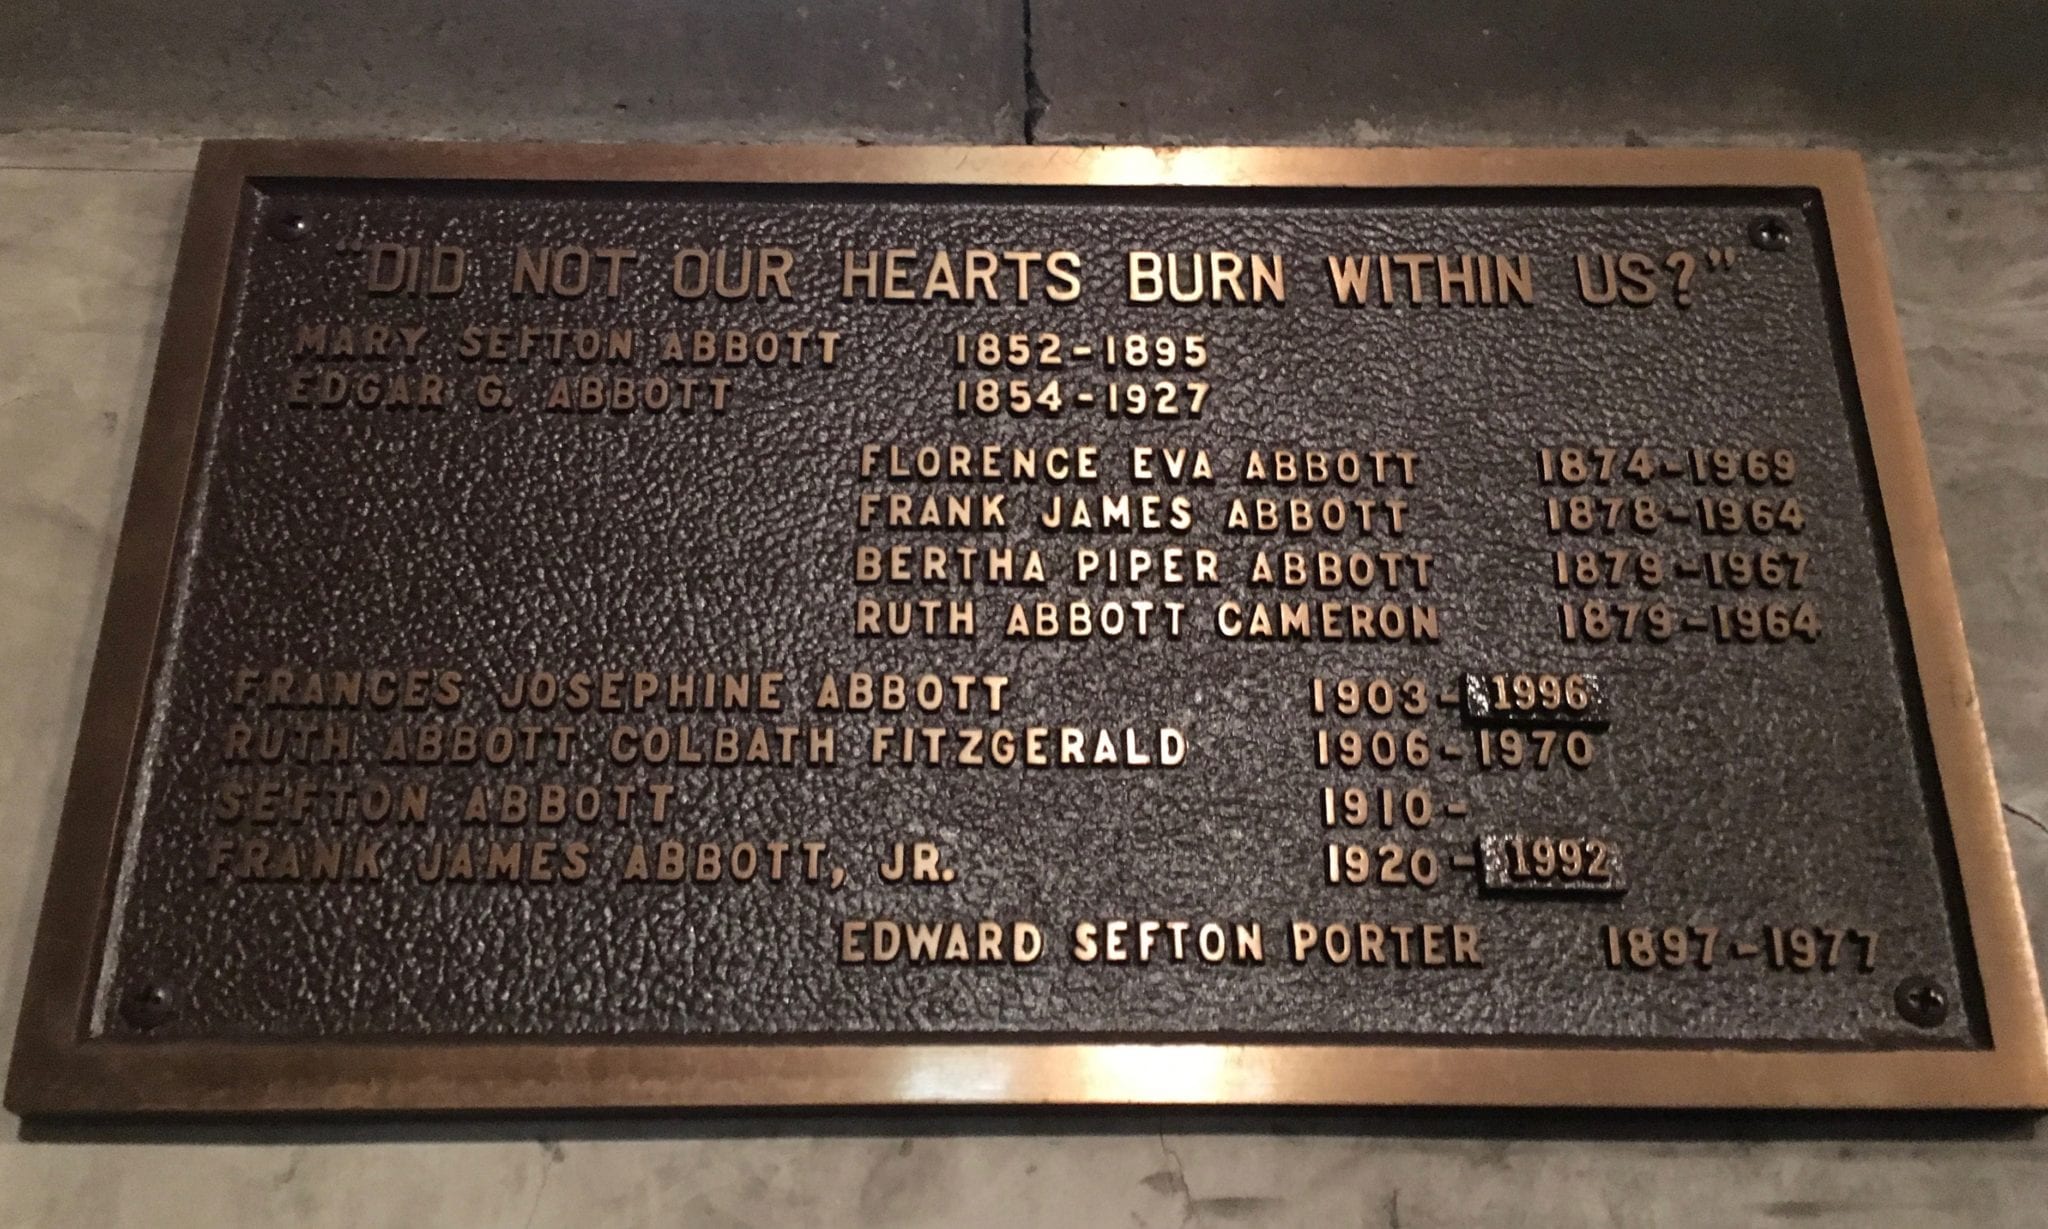 "DID NOT OUR HEARTS BURN WITHIN US?"
MARY SEFTON ABBOTT 1852-1895
EDGAR G. ABBOTT 1854-1927
FLORENCE EVA ABBOTT 1874-1969
FRANK JAMES ABBOTT 1878-1964
BERTHA PIPER ABBOTT 1879-1967
RUTH ABBOTT CAMERON 1879-1964
FRANCES JOSEPHINE ABBOTT 1903-1996
RUTH ABBOTT COLBATH FITZGERALD 1906-1970
SEFTON ABBOTT 1910-
FRANK JAMES ABBOTT, JR. 1920-1992
EDWARD SEFTON PORTER 1897-1977